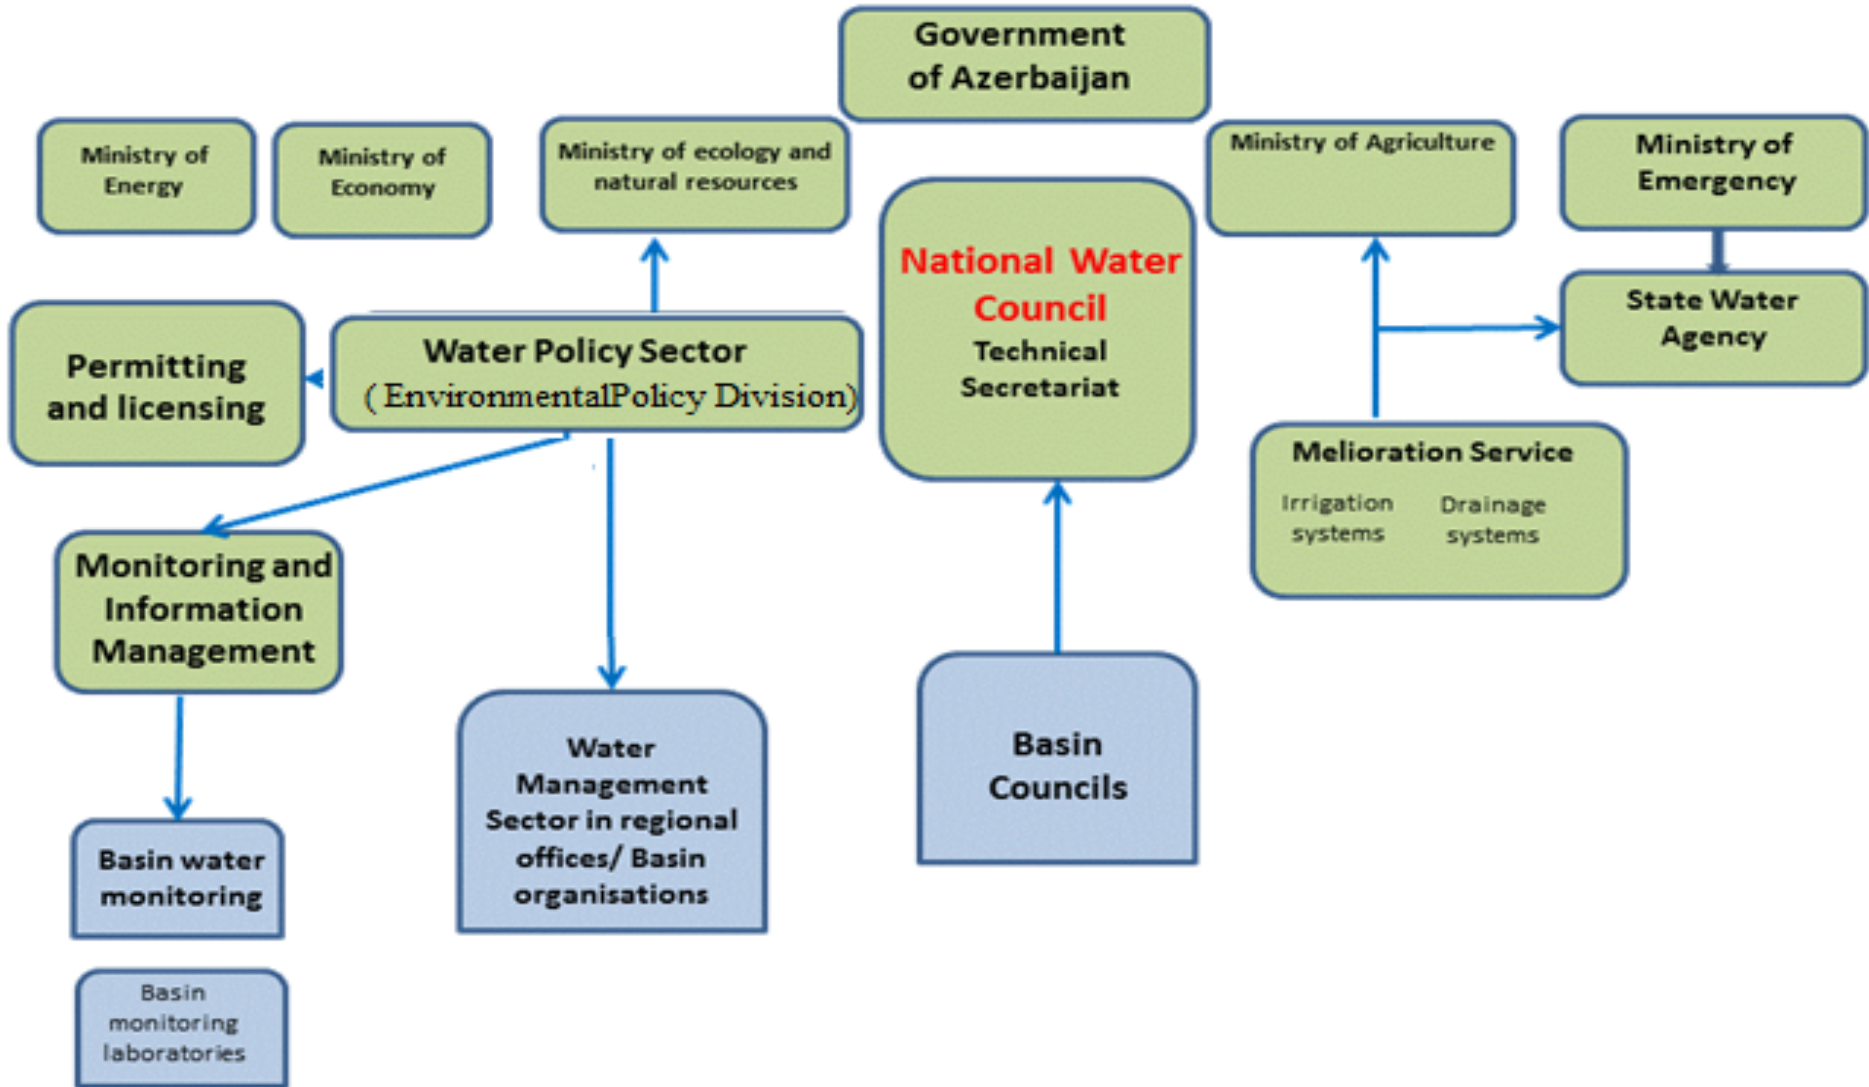 Government
of Azerbaijan
Ministry of
Energy
Ministry of
Economy
Ministry of ecology and
natural resources
Ministry of Agriculture
Ministry of
Emergency
National Water
Council
Technical
Secretariat
State Water
Agency
Permitting
and licensing
Water Policy Sector
( EnvironmentalPolicy Division)
Melioration Service
Irrigation
systems
Drainage
systems
Monitoring and
Information
Management
Water
Management
Sector in regional
offices/ Basin
organisations
Basin
Councils
Basin water
monitoring
Basin
monitoring
laboratories